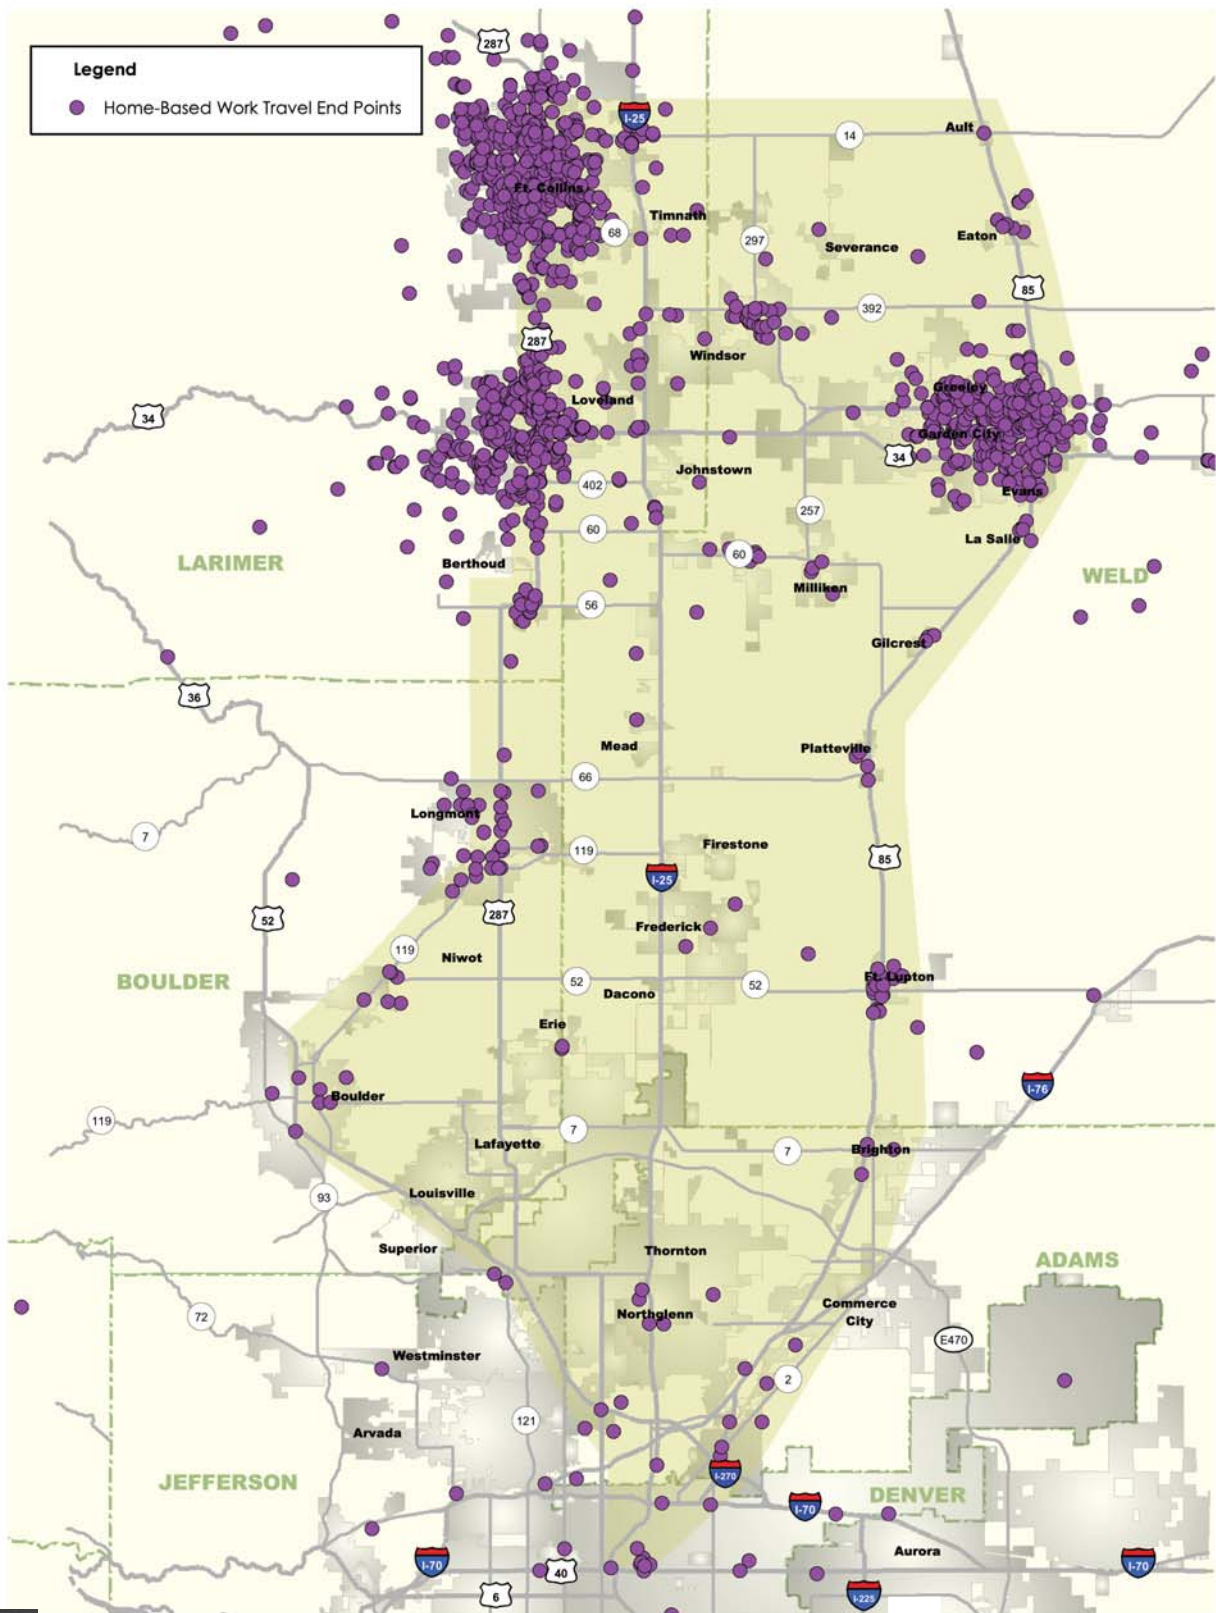 287
Legend
Home-Based Work Travel End Points
I-25
14
Ault
Ft. Collins
Timnath
68
297
Severance
Eaton
85
392
287
Windsor
34
Loveland
Greeley
Garden City
34
Johnstown
402
Evans
257
60
La Salle
60
LARIMER
Berthoud
WELD
Milliken
56
Gilcrest
36
Mead
Platteville
66
Longmont
7
119
Firestone
85
I-25
52
287
Frederick
119
Niwot
BOULDER
52
52
Ft. Lupton
Dacono
Erie
I-76
Boulder
119
7
Lafayette
7
Brighton
93
Louisville
Superior
Thornton
ADAMS
72
Northglenn
Commerce
City
E470
Westminster
2
121
Arvada
I-270
JEFFERSON
DENVER
I-70
Aurora
I-70
40
I-70
6
I-225